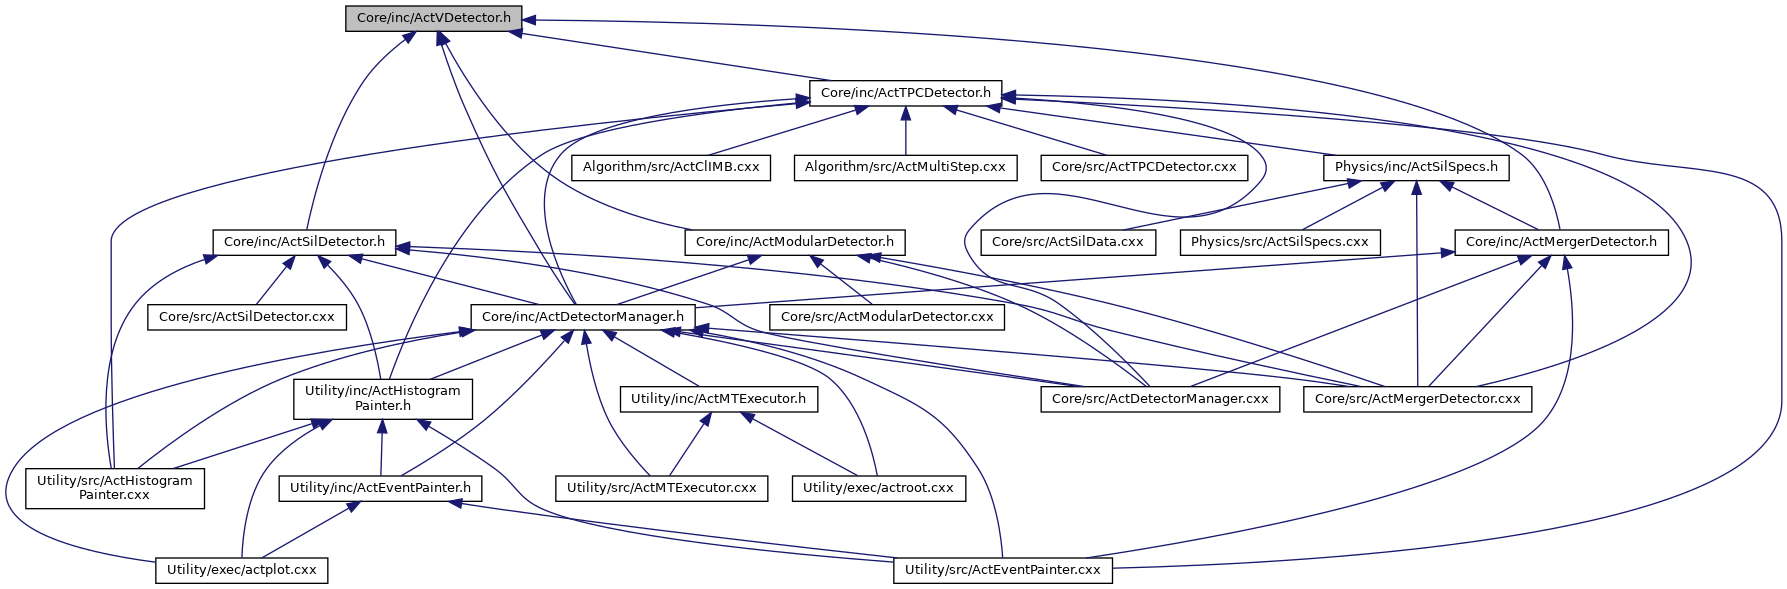 Core/inc/ActVDetector.h
Core/inc/ActTPCDetector.h
Algorithm/src/ActClIMB.cxx
Algorithm/src/ActMultiStep.cxx
Core/src/ActTPCDetector.cxx
Physics/inc/ActSilSpecs.h
Core/inc/ActSilDetector.h
Core/inc/ActModularDetector.h
Core/src/ActSilData.cxx
Physics/src/ActSilSpecs.cxx
Core/inc/ActMergerDetector.h
Core/src/ActSilDetector.cxx
Core/inc/ActDetectorManager.h
Core/src/ActModularDetector.cxx
Utility/inc/ActHistogram
Painter.h
Utility/inc/ActMTExecutor.h
Core/src/ActDetectorManager.cxx
Core/src/ActMergerDetector.cxx
Utility/src/ActHistogram
Painter.cxx
Utility/inc/ActEventPainter.h
Utility/src/ActMTExecutor.cxx
Utility/exec/actroot.cxx
Utility/exec/actplot.cxx
Utility/src/ActEventPainter.cxx